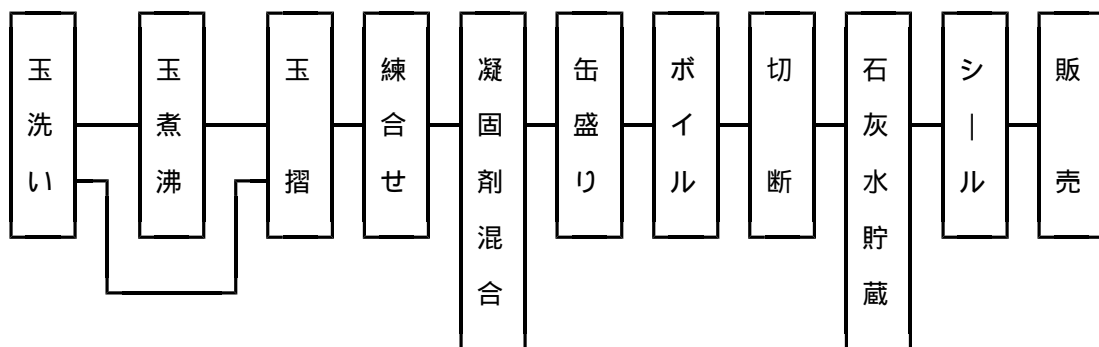 玉洗い
玉煮沸
玉摺
練合せ
凝固剤混合
缶盛り
ボイル
切断
石灰水貯蔵
シール
販売